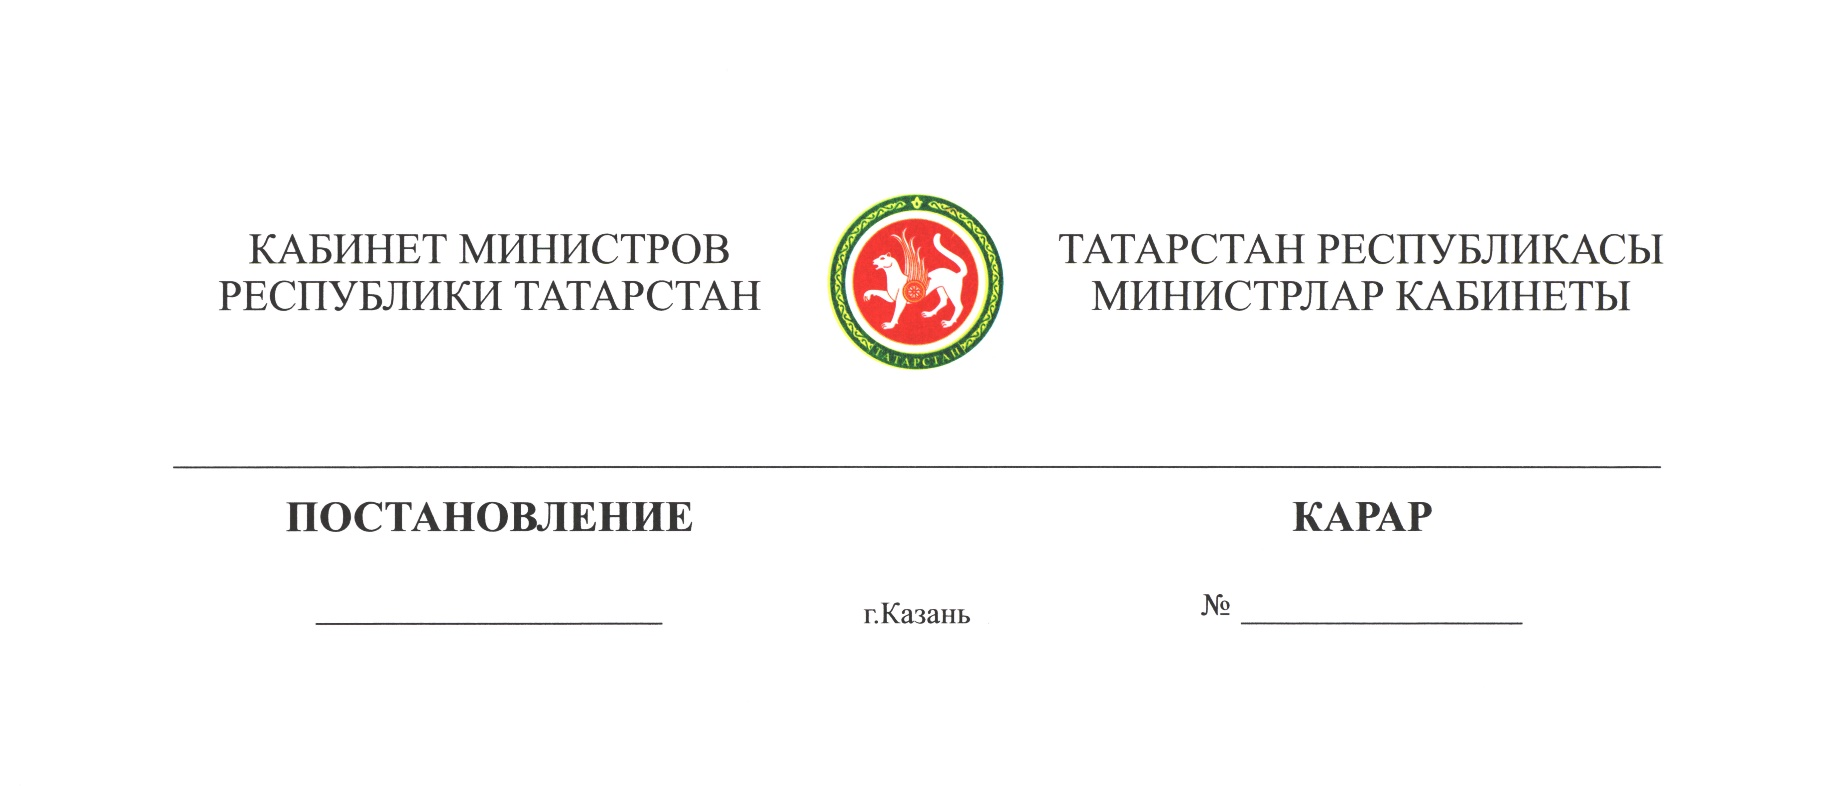 КАБИНЕТ МИНИСТРОВ
РЕСПУБЛИКИ ТАТАРСТАН
ТАТАРСТАН
ТАТАРСТАН РЕСПУБЛИКАСЫ
МИНИСТРЛАР КАБИНЕТЫ
ПОСТАНОВЛЕНИЕ
КАРАР
г.Казань
№